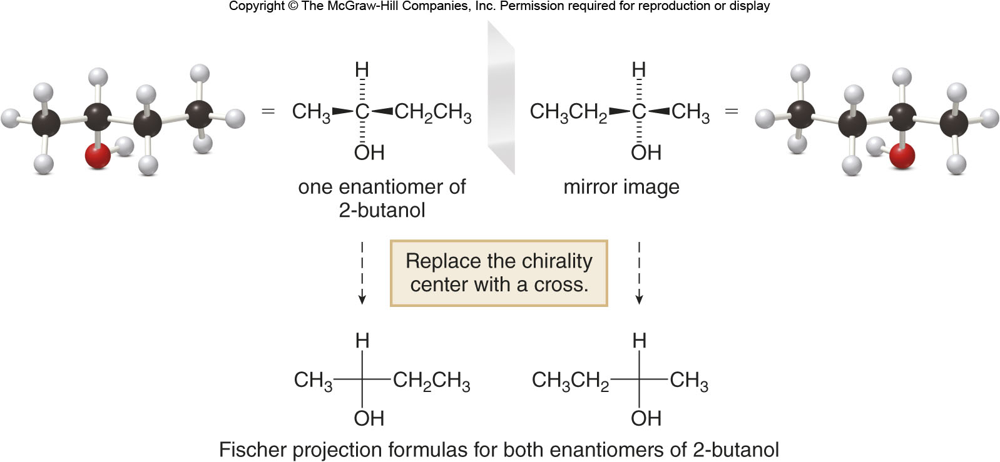 Copyright © The McGraw-Hill Companies, Inc. Permission required for reproduction or display
H
H
= CH₃ C CH₂CH₃
CH₃CH₂ C CH₃ =
OH
OH
one enantiomer of
2-butanol
mirror image
Replace the chirality
center with a cross.
H
H
CH₃ CH₂CH₃
CH₃CH₂ CH₃
OH
OH
Fischer projection formulas for both enantiomers of 2-butanol